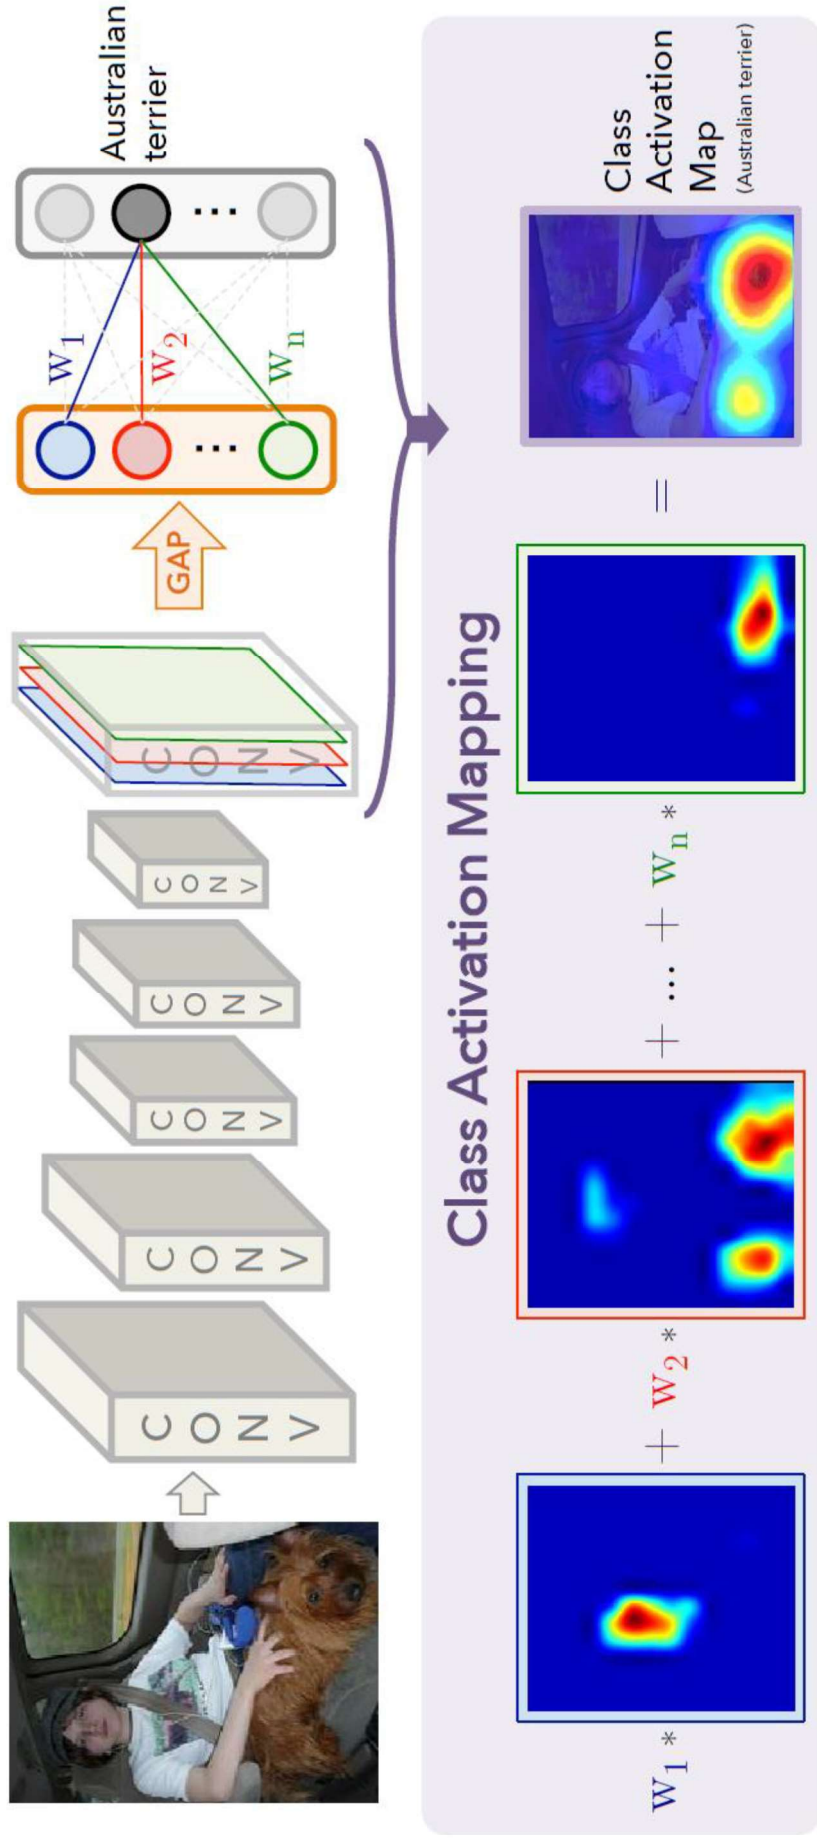 CONV
CONV
CONV
CONV
CONV
CONV
GAP
w1
w2
wn
...
...
Australian
terrier
Class Activation Mapping
w1 * + w2 * + ... + wn * =
Class
Activation
Map
(Australian terrier)